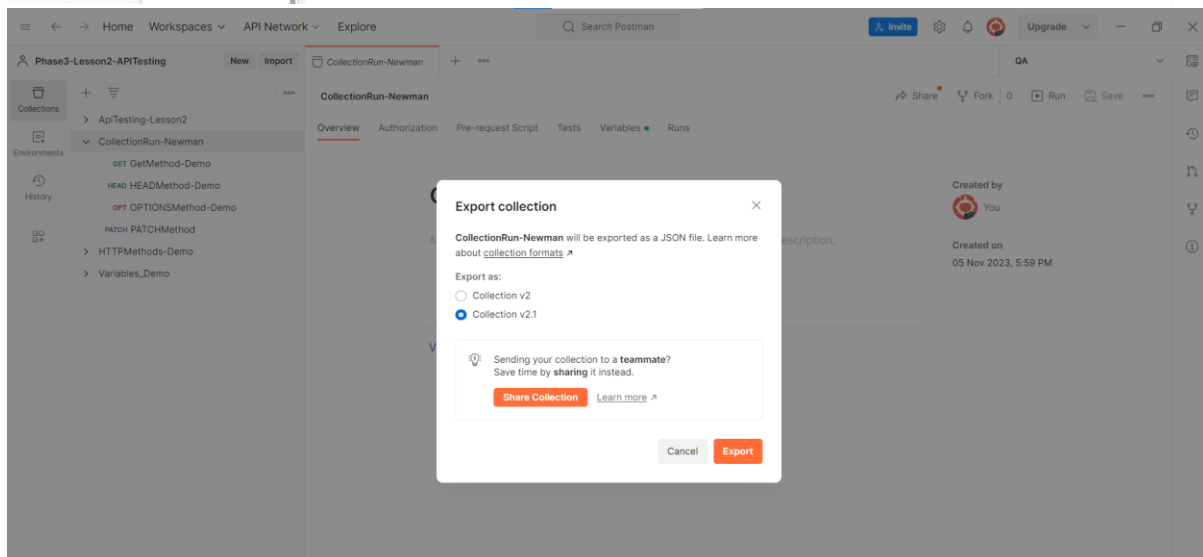 Home Workspaces API Network Explore Search Postman Invite Upgrade
Phase3-Lesson2-APITesting New Import CollectionRun-Newman QA
Collections
Environments
History
ApiTesting-Lesson2
CollectionRun-Newman
GET GetMethod-Demo
HEAD HEADMethod-Demo
OPT OPTIONSMethod-Demo
PATCH PATCHMethod
HTTPMethods-Demo
Variables_Demo
CollectionRun-Newman Share Fork 0 Run Save
Overview Authorization Pre-request Script Tests Variables Runs
Export collection
CollectionRun-Newman will be exported as a JSON file. Learn more
about collection formats
Export as:
Collection v2
Collection v2.1
Sending your collection to a teammate?
Save time by sharing it instead.
Share Collection Learn more
Cancel Export
escription.
Created by
You
Created on
05 Nov 2023, 5:59 PM